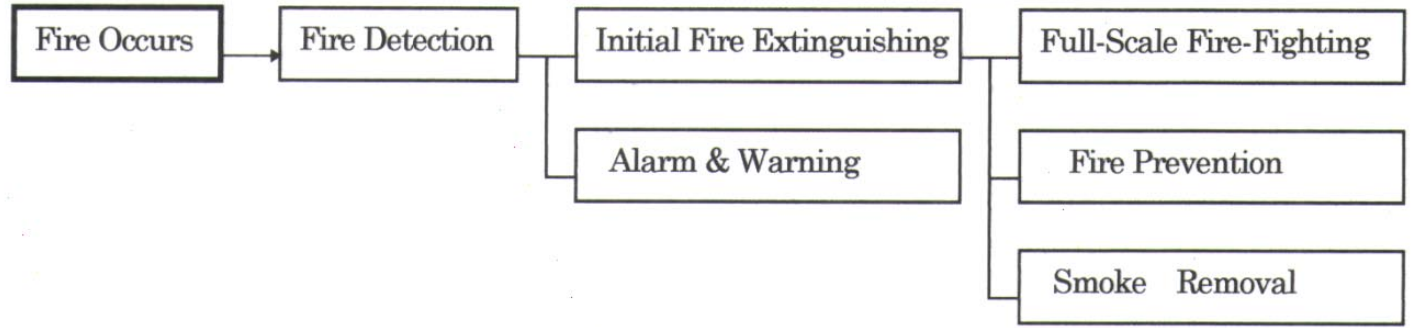 Fire Occurs
Fire Detection
Initial Fire Extinguishing
Full-Scale Fire-Fighting
Alarm & Warning
Fire Prevention
Smoke Removal